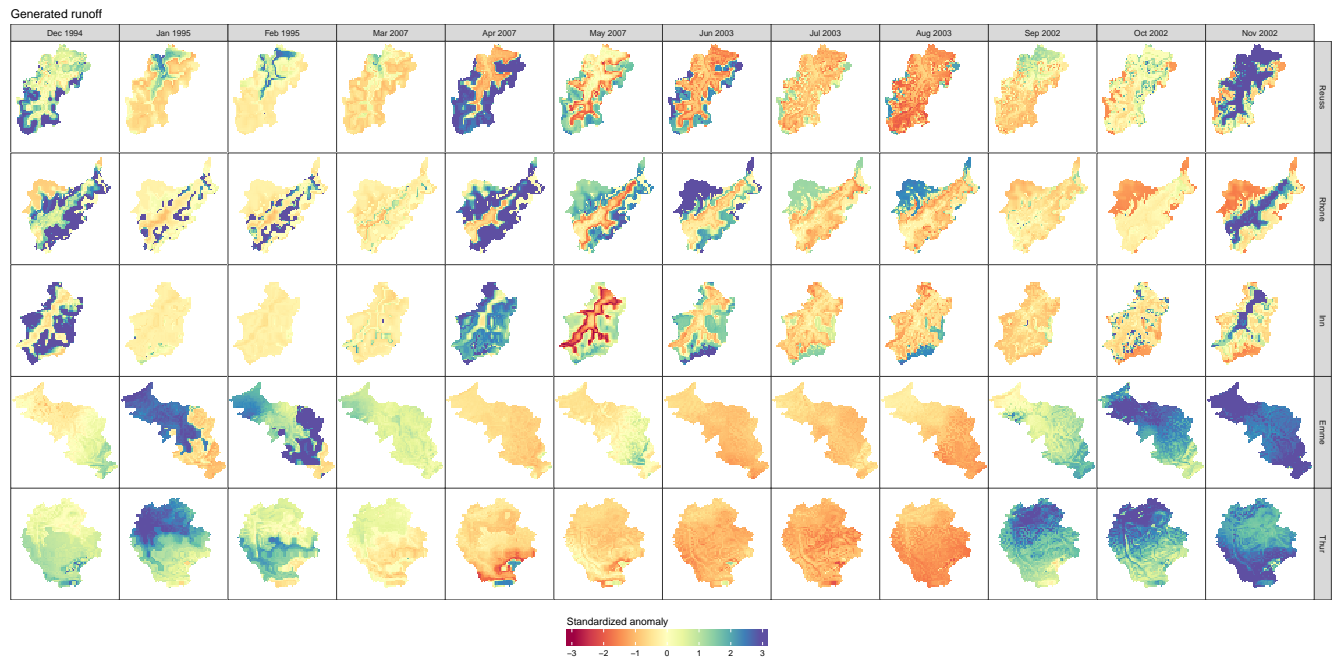 Generated runoff
Dec 1994 Jan 1995 Feb 1995 Mar 2007 Apr 2007 May 2007 Jun 2003 Jul 2003 Aug 2003 Sep 2002 Oct 2002 Nov 2002
Reuss
Rhone
Inn
Emme
Thur
Standardized anomaly
−3 −2 −1 0 1 2 3